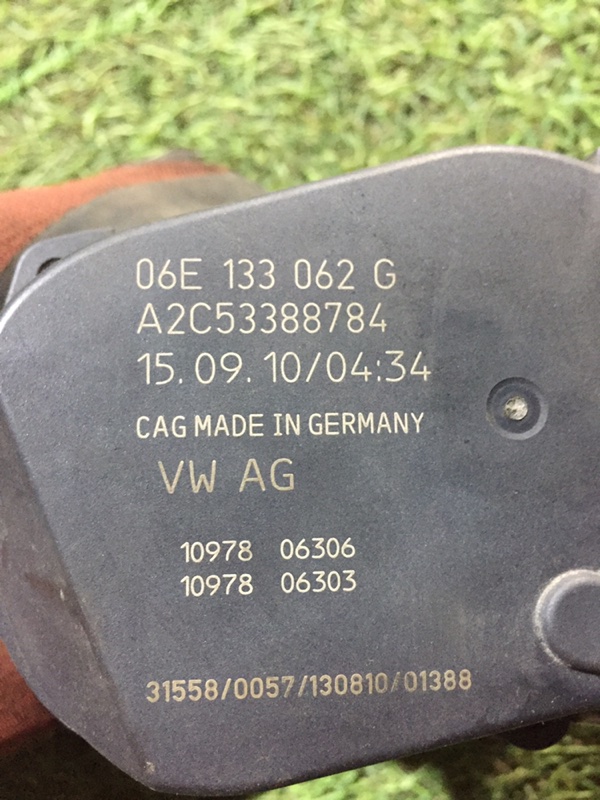 06E 133 062 G
A2C53388784
15.09.10/04:34
CAG MADE IN GERMANY
VW AG
10978 06306
10978 06303
31558/0057/130810/01388